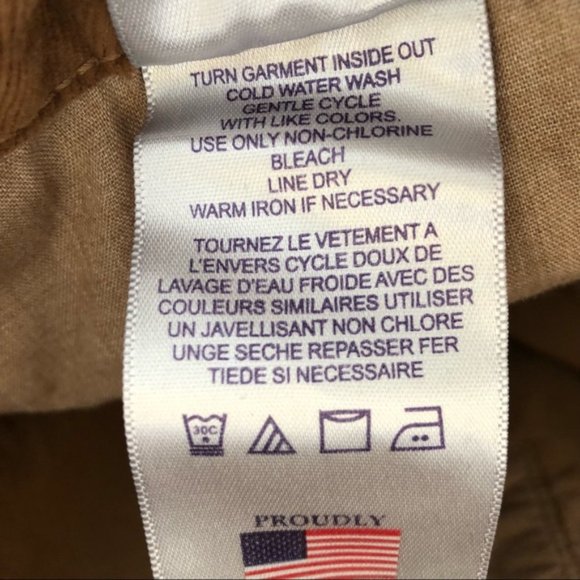 TURN GARMENT INSIDE OUT
COLD WATER WASH
GENTLE CYCLE
WITH LIKE COLORS.
USE ONLY NON-CHLORINE
BLEACH
LINE DRY
WARM IRON IF NECESSARY
TOURNEZ LE VETEMENT A
L'ENVERS CYCLE DOUX DE
LAVAGE D'EAU FROIDE AVEC DES
COULEURS SIMILAIRES UTILISER
UN JAVELLISANT NON CHLORE
UNGE SECHE REPASSER FER
TIEDE SI NECESSAIRE
30C
PROUDLY